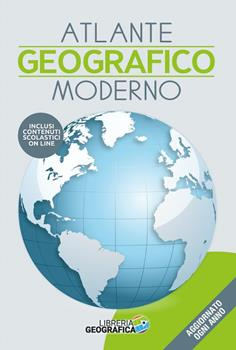 ATLANTE
GEOGRAFICO
MODERNO
INCLUSI
CONTENUTI
SCOLASTICI
ON LINE
AGGIORNATO
OGNI ANNO
LIBRERIA
GEOGRAFICA